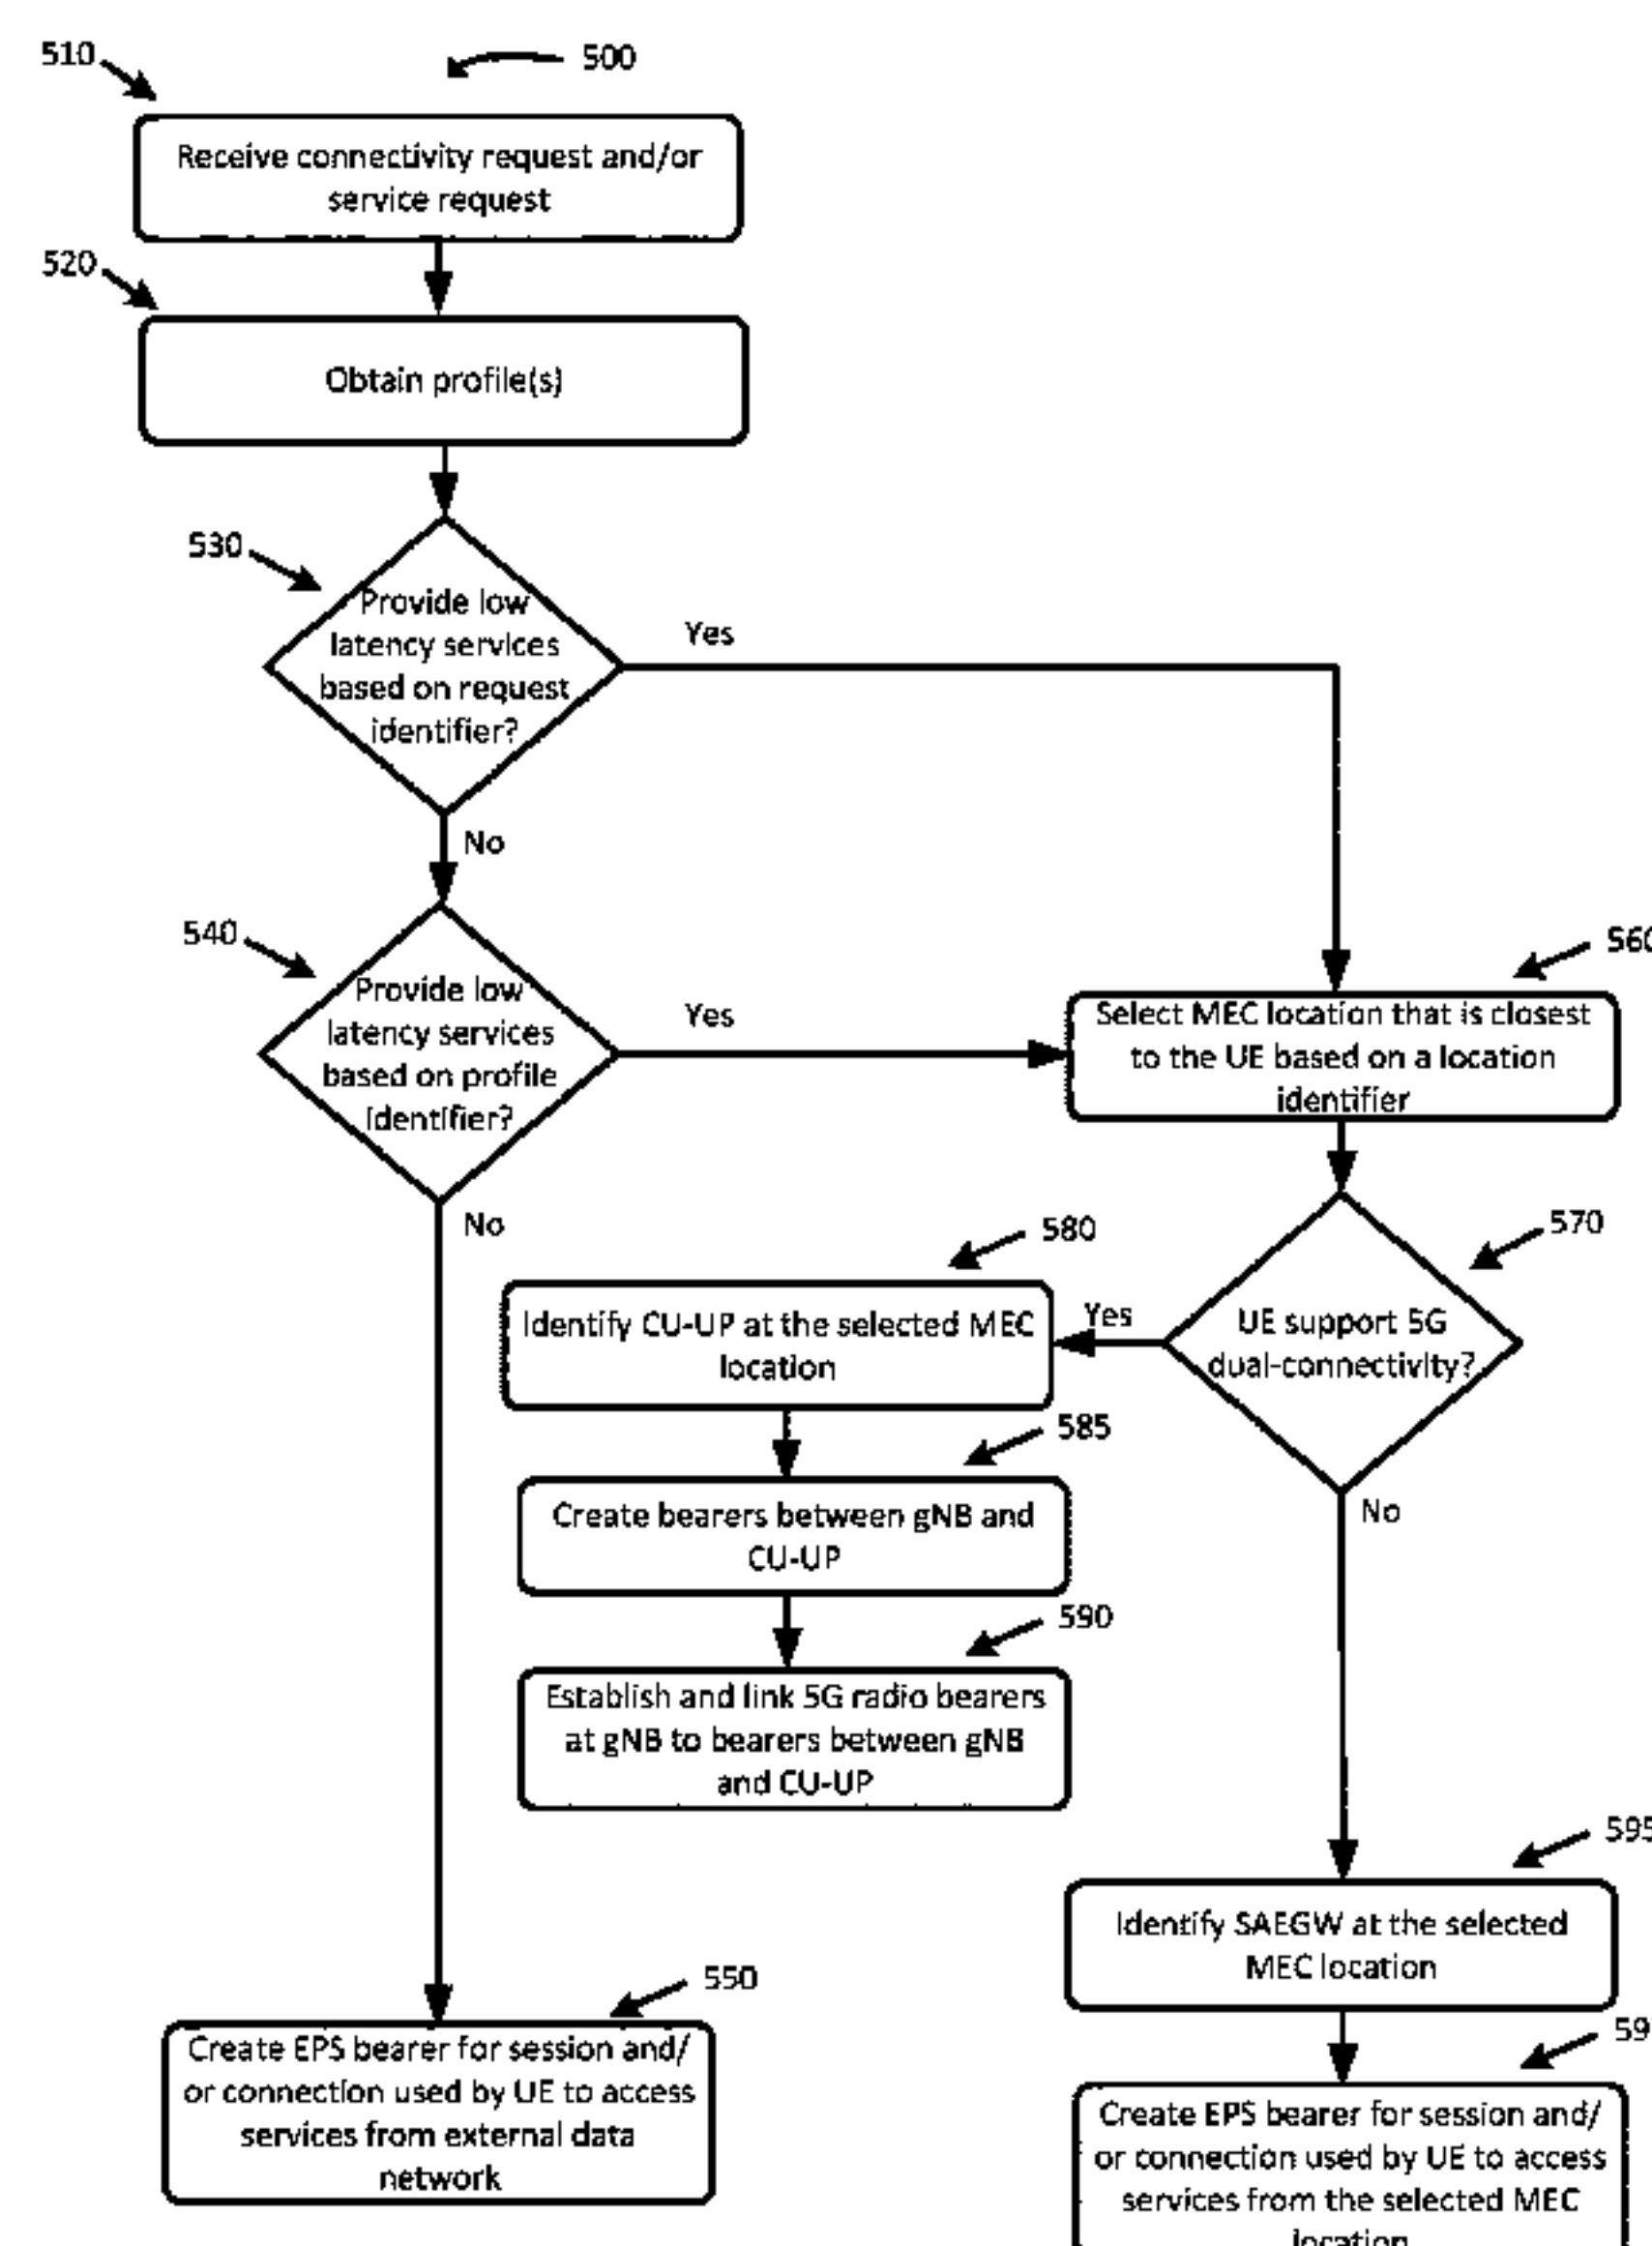 510
500
Receive connectivity request and/or
service request
520
Obtain profile(s)
530
Provide low
latency services
based on request
identifier?
Yes
No
540
Provide low
latency services
based on profile
identifier?
Yes
No
560
Select MEC location that is closest
to the UE based on a location
identifier
570
UE support 5G
dual-connectivity?
Yes
No
580
Identify CU-UP at the selected MEC
location
585
Create bearers between gNB and
CU-UP
590
Establish and link 5G radio bearers
at gNB to bearers between gNB
and CU-UP
595
Identify SAEGW at the selected
MEC location
550
Create EPS bearer for session and/
or connection used by UE to access
services from external data
network
59
Create EPS bearer for session and/
or connection used by UE to access
services from the selected MEC
location